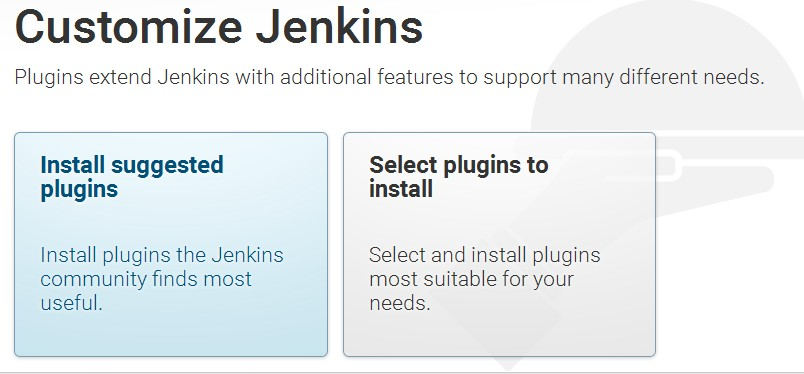 Customize Jenkins
Plugins extend Jenkins with additional features to support many different needs.
Install suggested
plugins
Install plugins the Jenkins
community finds most
useful.
Select plugins to
install
Select and install plugins
most suitable for your
needs.